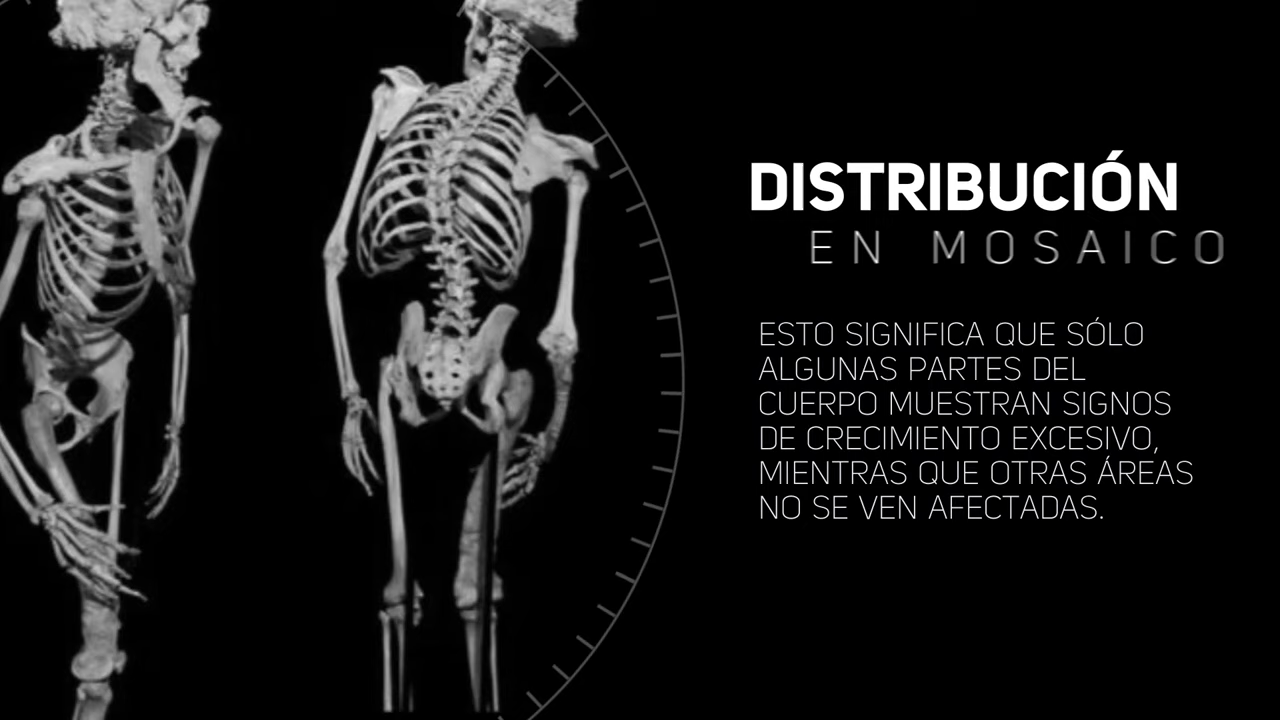 DISTRIBUCIÓN
EN MOSAICO
ESTO SIGNIFICA QUE SÓLO
ALGUNAS PARTES DEL
CUERPO MUESTRAN SIGNOS
DE CRECIMIENTO EXCESIVO,
MIENTRAS QUE OTRAS ÁREAS
NO SE VEN AFECTADAS.